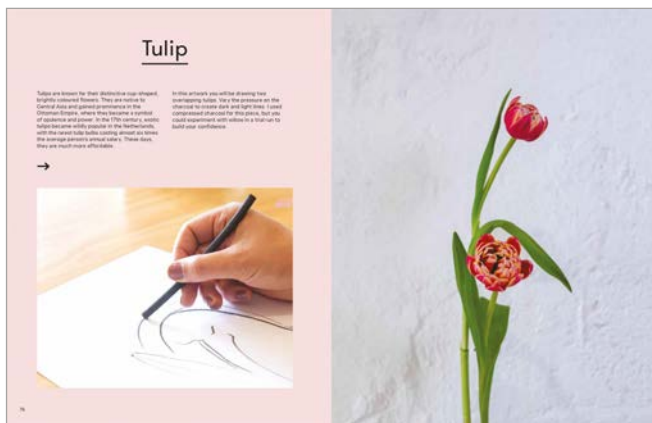 Tulip
Tulips are known for their distinctive cup-shaped,
brightly coloured flowers. They are native to
Central Asia and gained prominence in the
Ottoman Empire, where they became a symbol
of opulence and power. In the 17th century, exotic
tulips became wildly popular in the Netherlands,
with the rarest tulip bulbs costing almost six times
the average person's annual salary. These days,
they are much more affordable.
In this artwork you will be drawing two
overlapping tulips. Vary the pressure on the
charcoal to create dark and light lines. I used
compressed charcoal for this piece, but you
could experiment with willow in a trial run to
build your confidence.
→
76